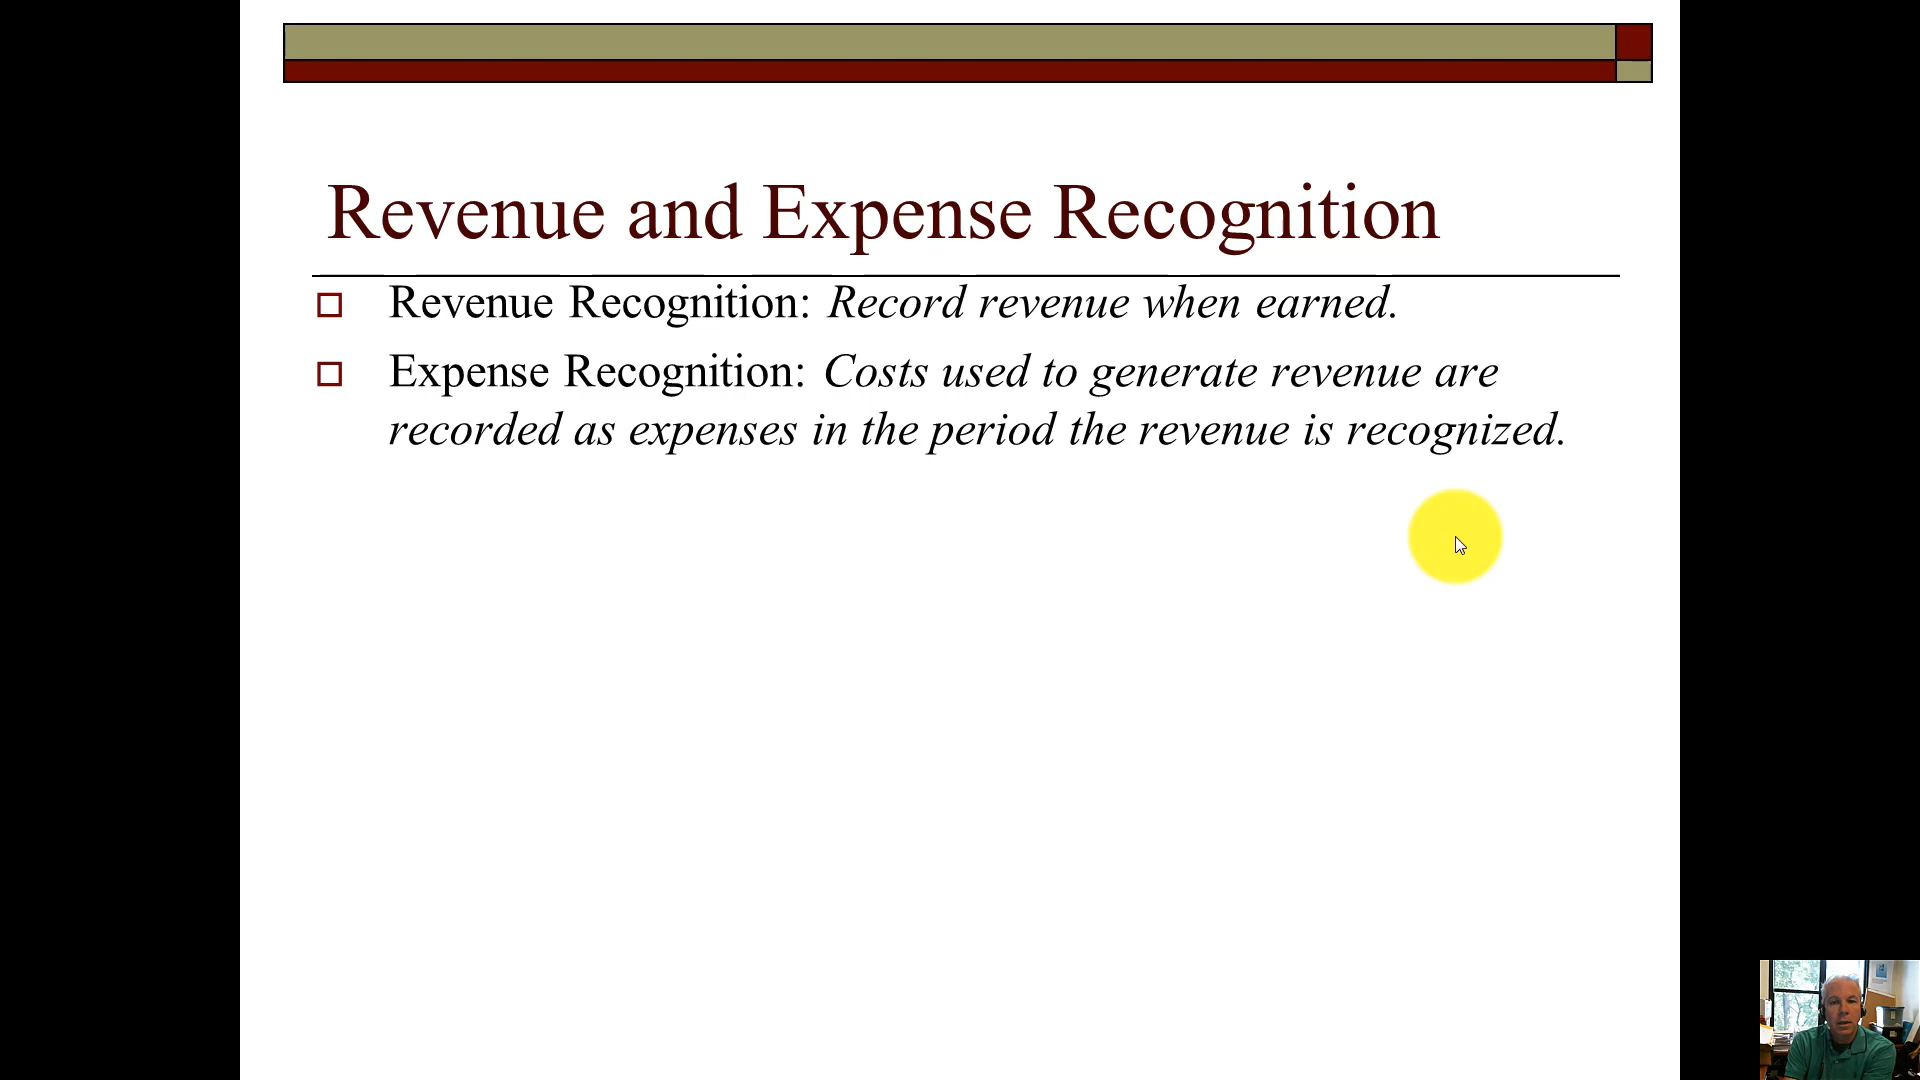 Revenue and Expense Recognition
Revenue Recognition: Record revenue when earned.
Expense Recognition: Costs used to generate revenue are
recorded as expenses in the period the revenue is recognized.